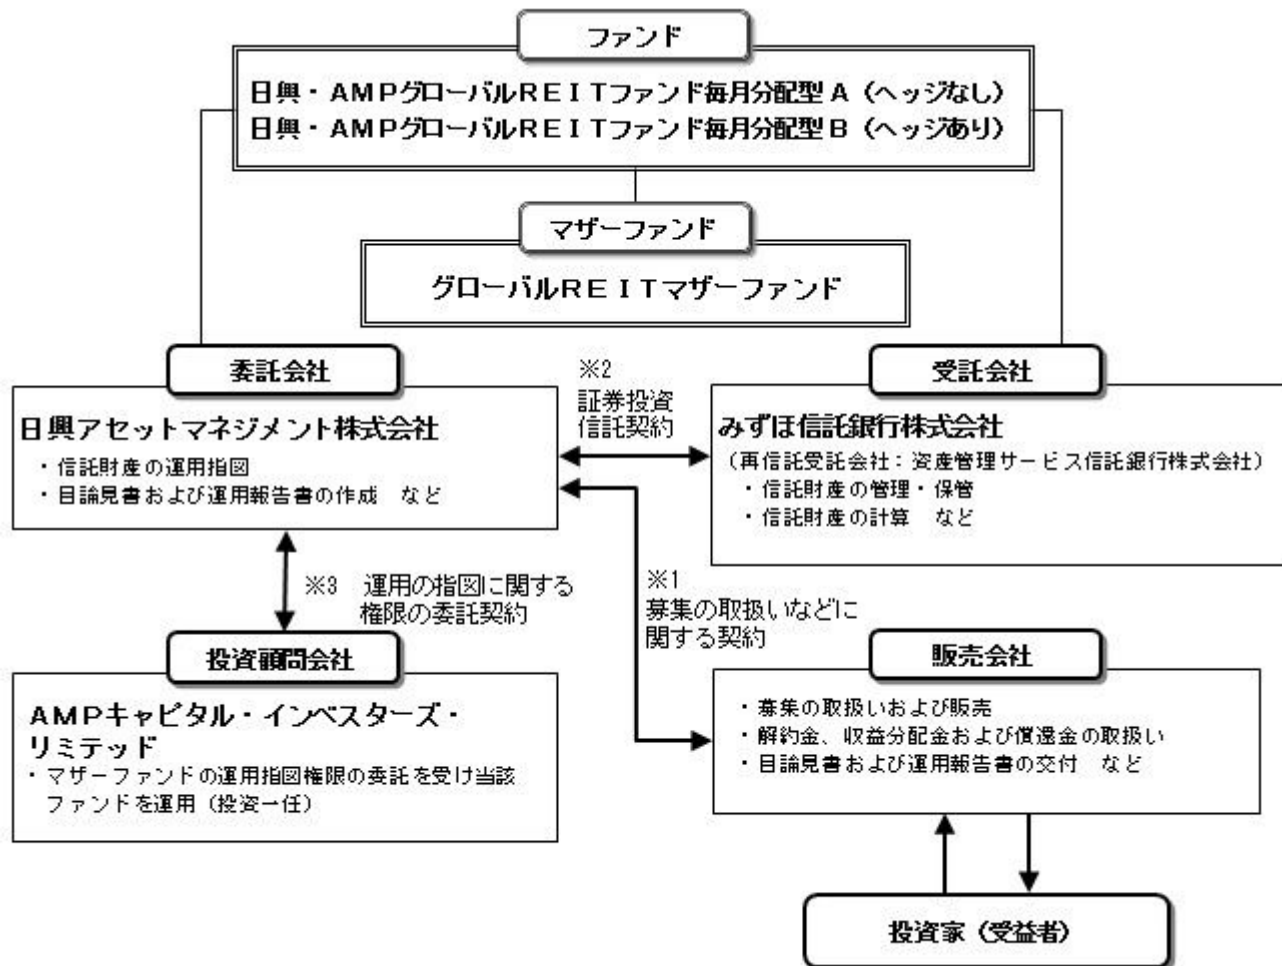 ファンド
日興・AMPグローバルREITファンド毎月分配型A（ヘッジなし）
日興・AMPグローバルREITファンド毎月分配型B（ヘッジあり）
マザーファンド
グローバルREITマザーファンド
委託会社
日興アセットマネジメント株式会社
・信託財産の運用指図
・目論見書および運用報告書の作成　など
※2
証券投資
信託契約
受託会社
みずほ信託銀行株式会社
（再信託受託会社：資産管理サービス信託銀行株式会社）
・信託財産の管理・保管
・信託財産の計算　など
※3　運用の指図に関する
権限の委託契約
※1
募集の取扱いなどに
関する契約
投資顧問会社
AMPキャピタル・インベスターズ・
リミテッド
・マザーファンドの運用指図権限の委託を受け当該
ファンドを運用（投資一任）
販売会社
・募集の取扱いおよび販売
・解約金、収益分配金および償還金の取扱い
・目論見書および運用報告書の交付　など
投資家（受益者）